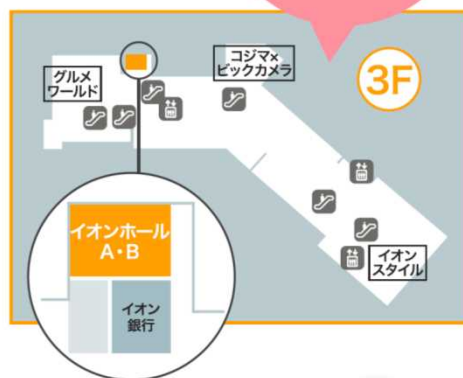 コジマ×
ビックカメラ
グルメ
ワールド
3F
イオンホール
A・B
イオン
銀行
イオン
スタイル